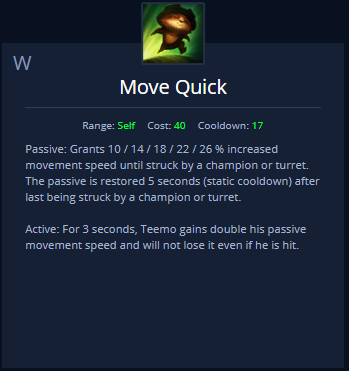 W
Move Quick
Range: Self Cost: 40 Cooldown: 17
Passive: Grants 10 / 14 / 18 / 22 / 26 % increased
movement speed until struck by a champion or turret.
The passive is restored 5 seconds (static cooldown) after
last being struck by a champion or turret.
Active: For 3 seconds, Teemo gains double his passive
movement speed and will not lose it even if he is hit.